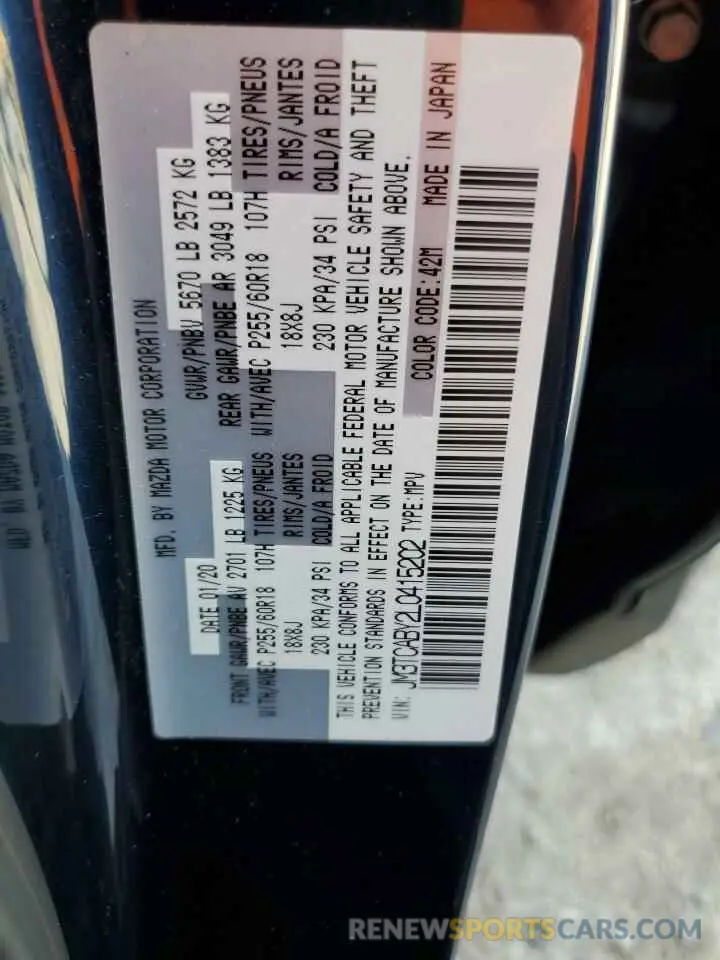 MFD. BY MAZDA MOTOR CORPORATION
DATE 01/20 GVWR/PNBV 5670 LB 2572 KG
FRONT GAWR/PNBE AV 2701 LB 1225 KG REAR GAWR/PNBE AR 3049 LB 1383 KG
WITH/AVEC P255/60R18 107H TIRES/PNEUS WITH/AVEC P255/60R18 107H TIRES/PNEUS
18X8J RIMS/JANTES 18X8J RIMS/JANTES
230 KPA/34 PSI COLD/A FROID 230 KPA/34 PSI COLD/A FROID
THIS VEHICLE CONFORMS TO ALL APPLICABLE FEDERAL MOTOR VEHICLE SAFETY AND THEFT
PREVENTION STANDARDS IN EFFECT ON THE DATE OF MANUFACTURE SHOWN ABOVE.
VIN: JM3TCABY2L0415202 TYPE:MPV COLOR CODE:42M MADE IN JAPAN
RENEWSPORTSCARS.COM